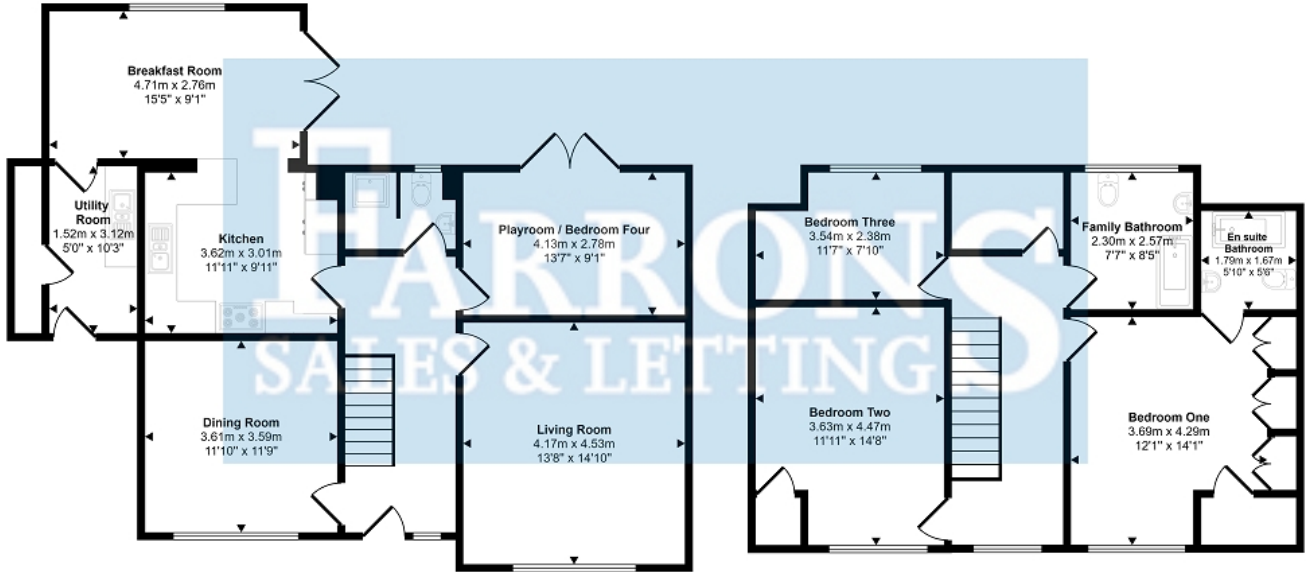 Breakfast Room
4.71m x 2.76m
15'5" x 9'1"
Utility
Room
1.52m x 3.12m
5'0" x 10'3"
Kitchen
3.62m x 3.01m
11'11" x 9'11"
Playroom / Bedroom Four
4.13m x 2.78m
13'7" x 9'1"
Dining Room
3.61m x 3.59m
11'10" x 11'9"
Living Room
4.17m x 4.53m
13'8" x 14'10"
Bedroom Three
3.54m x 2.38m
11'7" x 7'10"
Family Bathroom
2.30m x 2.57m
7'7" x 8'5"
En suite
Bathroom
1.79m x 1.67m
5'10" x 5'6"
Bedroom Two
3.63m x 4.47m
11'11" x 14'8"
Bedroom One
3.69m x 4.29m
12'1" x 14'1"
FARRONS
SALES & LETTING